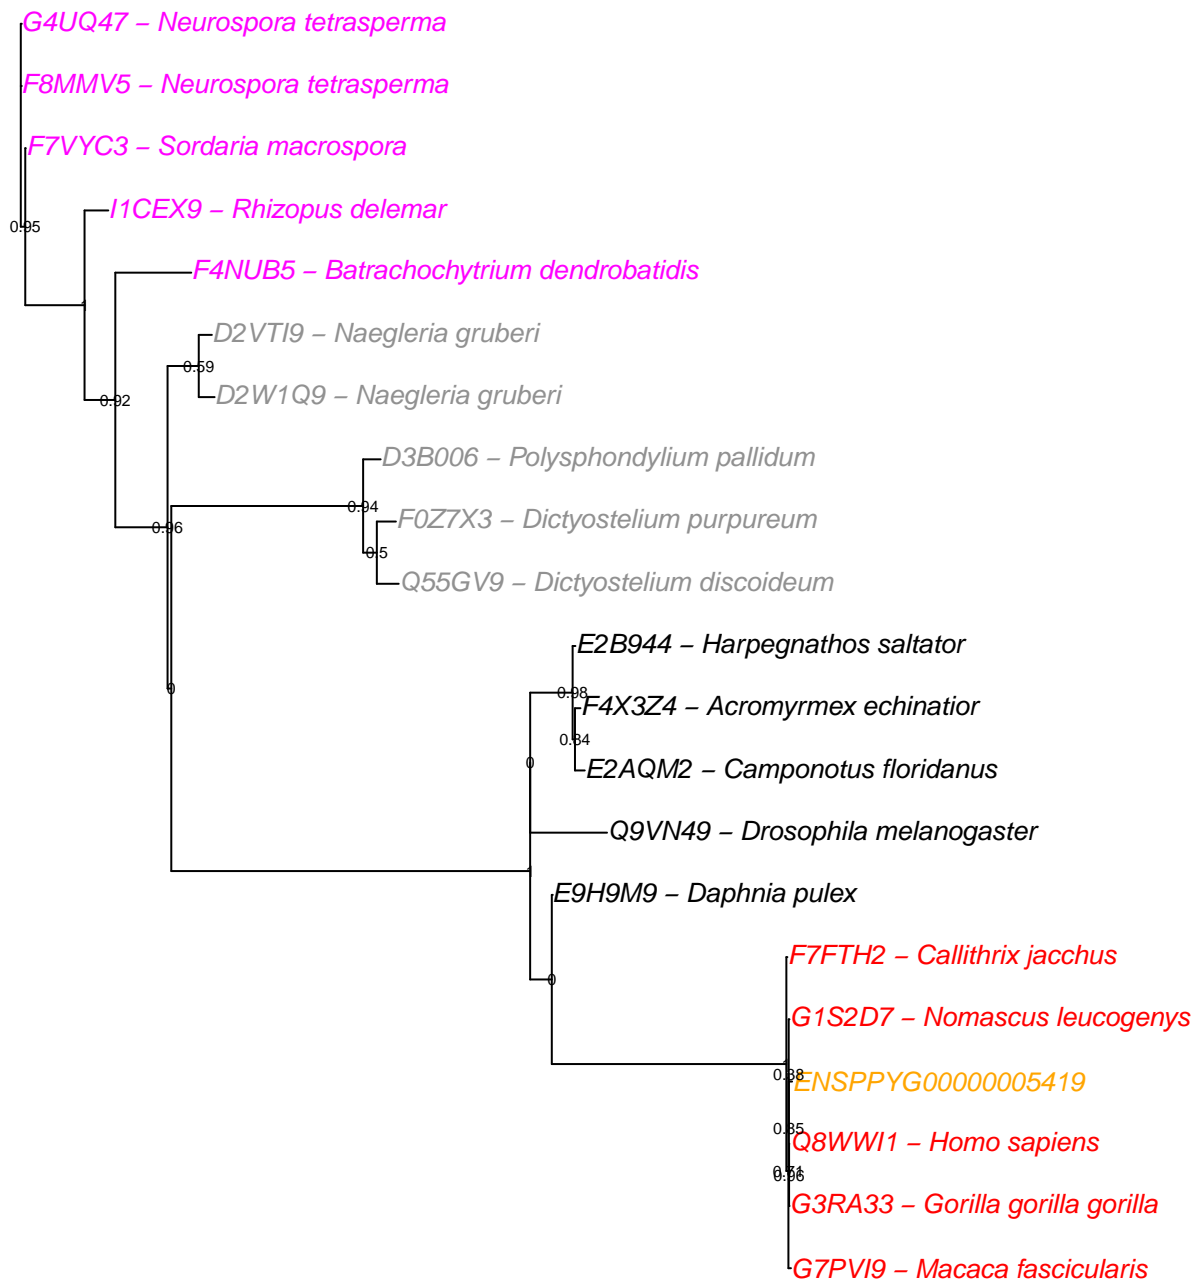 G4UQ47 – Neurospora tetrasperma
F8MMV5 – Neurospora tetrasperma
F7VYC3 – Sordaria macrospora
I1CEX9 – Rhizopus delemar
0.95
F4NUB5 – Batrachochytrium dendrobatidis
1
D2VTI9 – Naegleria gruberi
0.59
D2W1Q9 – Naegleria gruberi
0.92
D3B006 – Polysphondylium pallidum
0.94
F0Z7X3 – Dictyostelium purpureum
0.96
0.5
Q55GV9 – Dictyostelium discoideum
E2B944 – Harpegnathos saltator
0
0.98
F4X3Z4 – Acromyrmex echinatior
0.84
0
E2AQM2 – Camponotus floridanus
Q9VN49 – Drosophila melanogaster
1
E9H9M9 – Daphnia pulex
F7FTH2 – Callithrix jacchus
0
G1S2D7 – Nomascus leucogenys
1
0.88
ENSPPYG00000005419
0.85
Q8WWI1 – Homo sapiens
0.96
G3RA33 – Gorilla gorilla gorilla
G7PVI9 – Macaca fascicularis